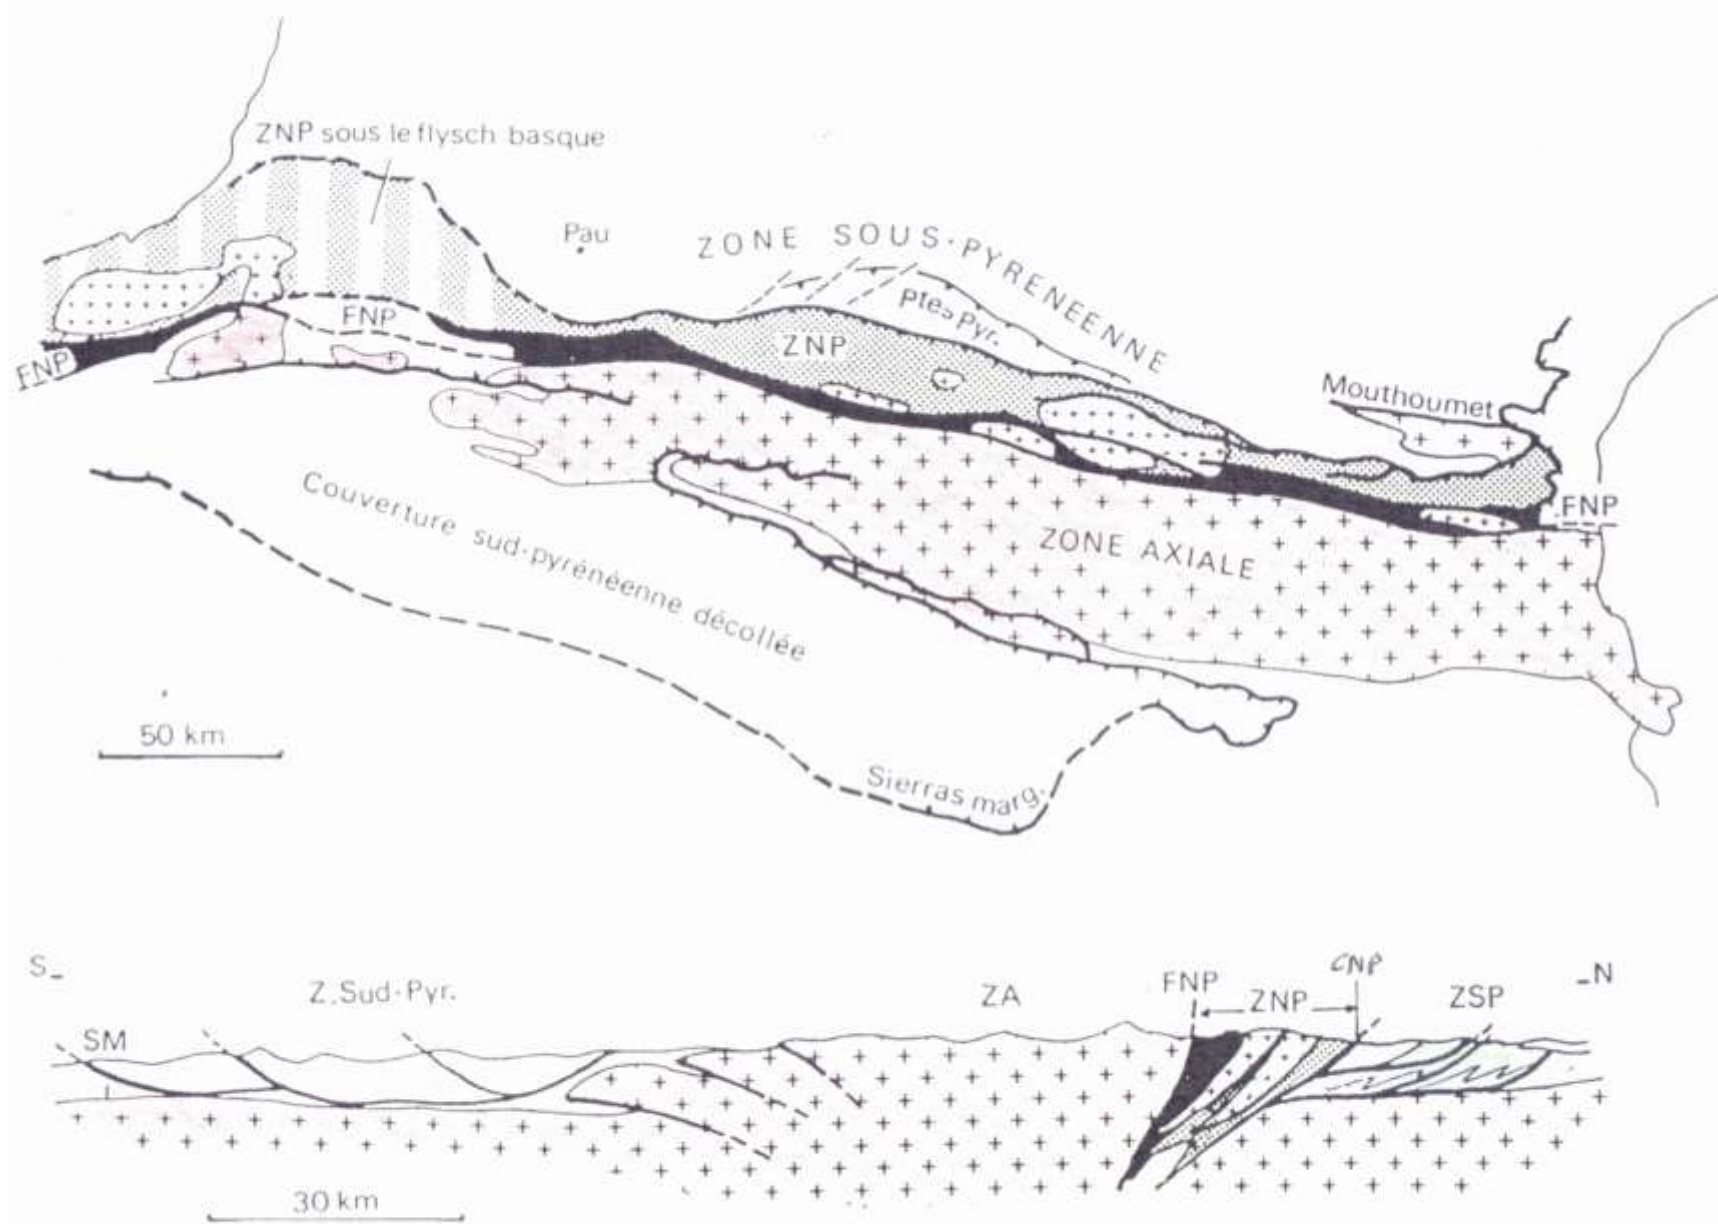 ZNP sous le flysch basque
Pau
ZONE SOUS-PYRENEENNE
Ptes Pyr.
FNP
ZNP
FNP
Mouthoumet
FNP
ZONE AXIALE
Couverture sud-pyrénéenne décollée
50 km
Sierras marg.
S
Z.Sud-Pyr.
ZA
FNP
ZNP
CNP
ZSP
N
SM
30 km